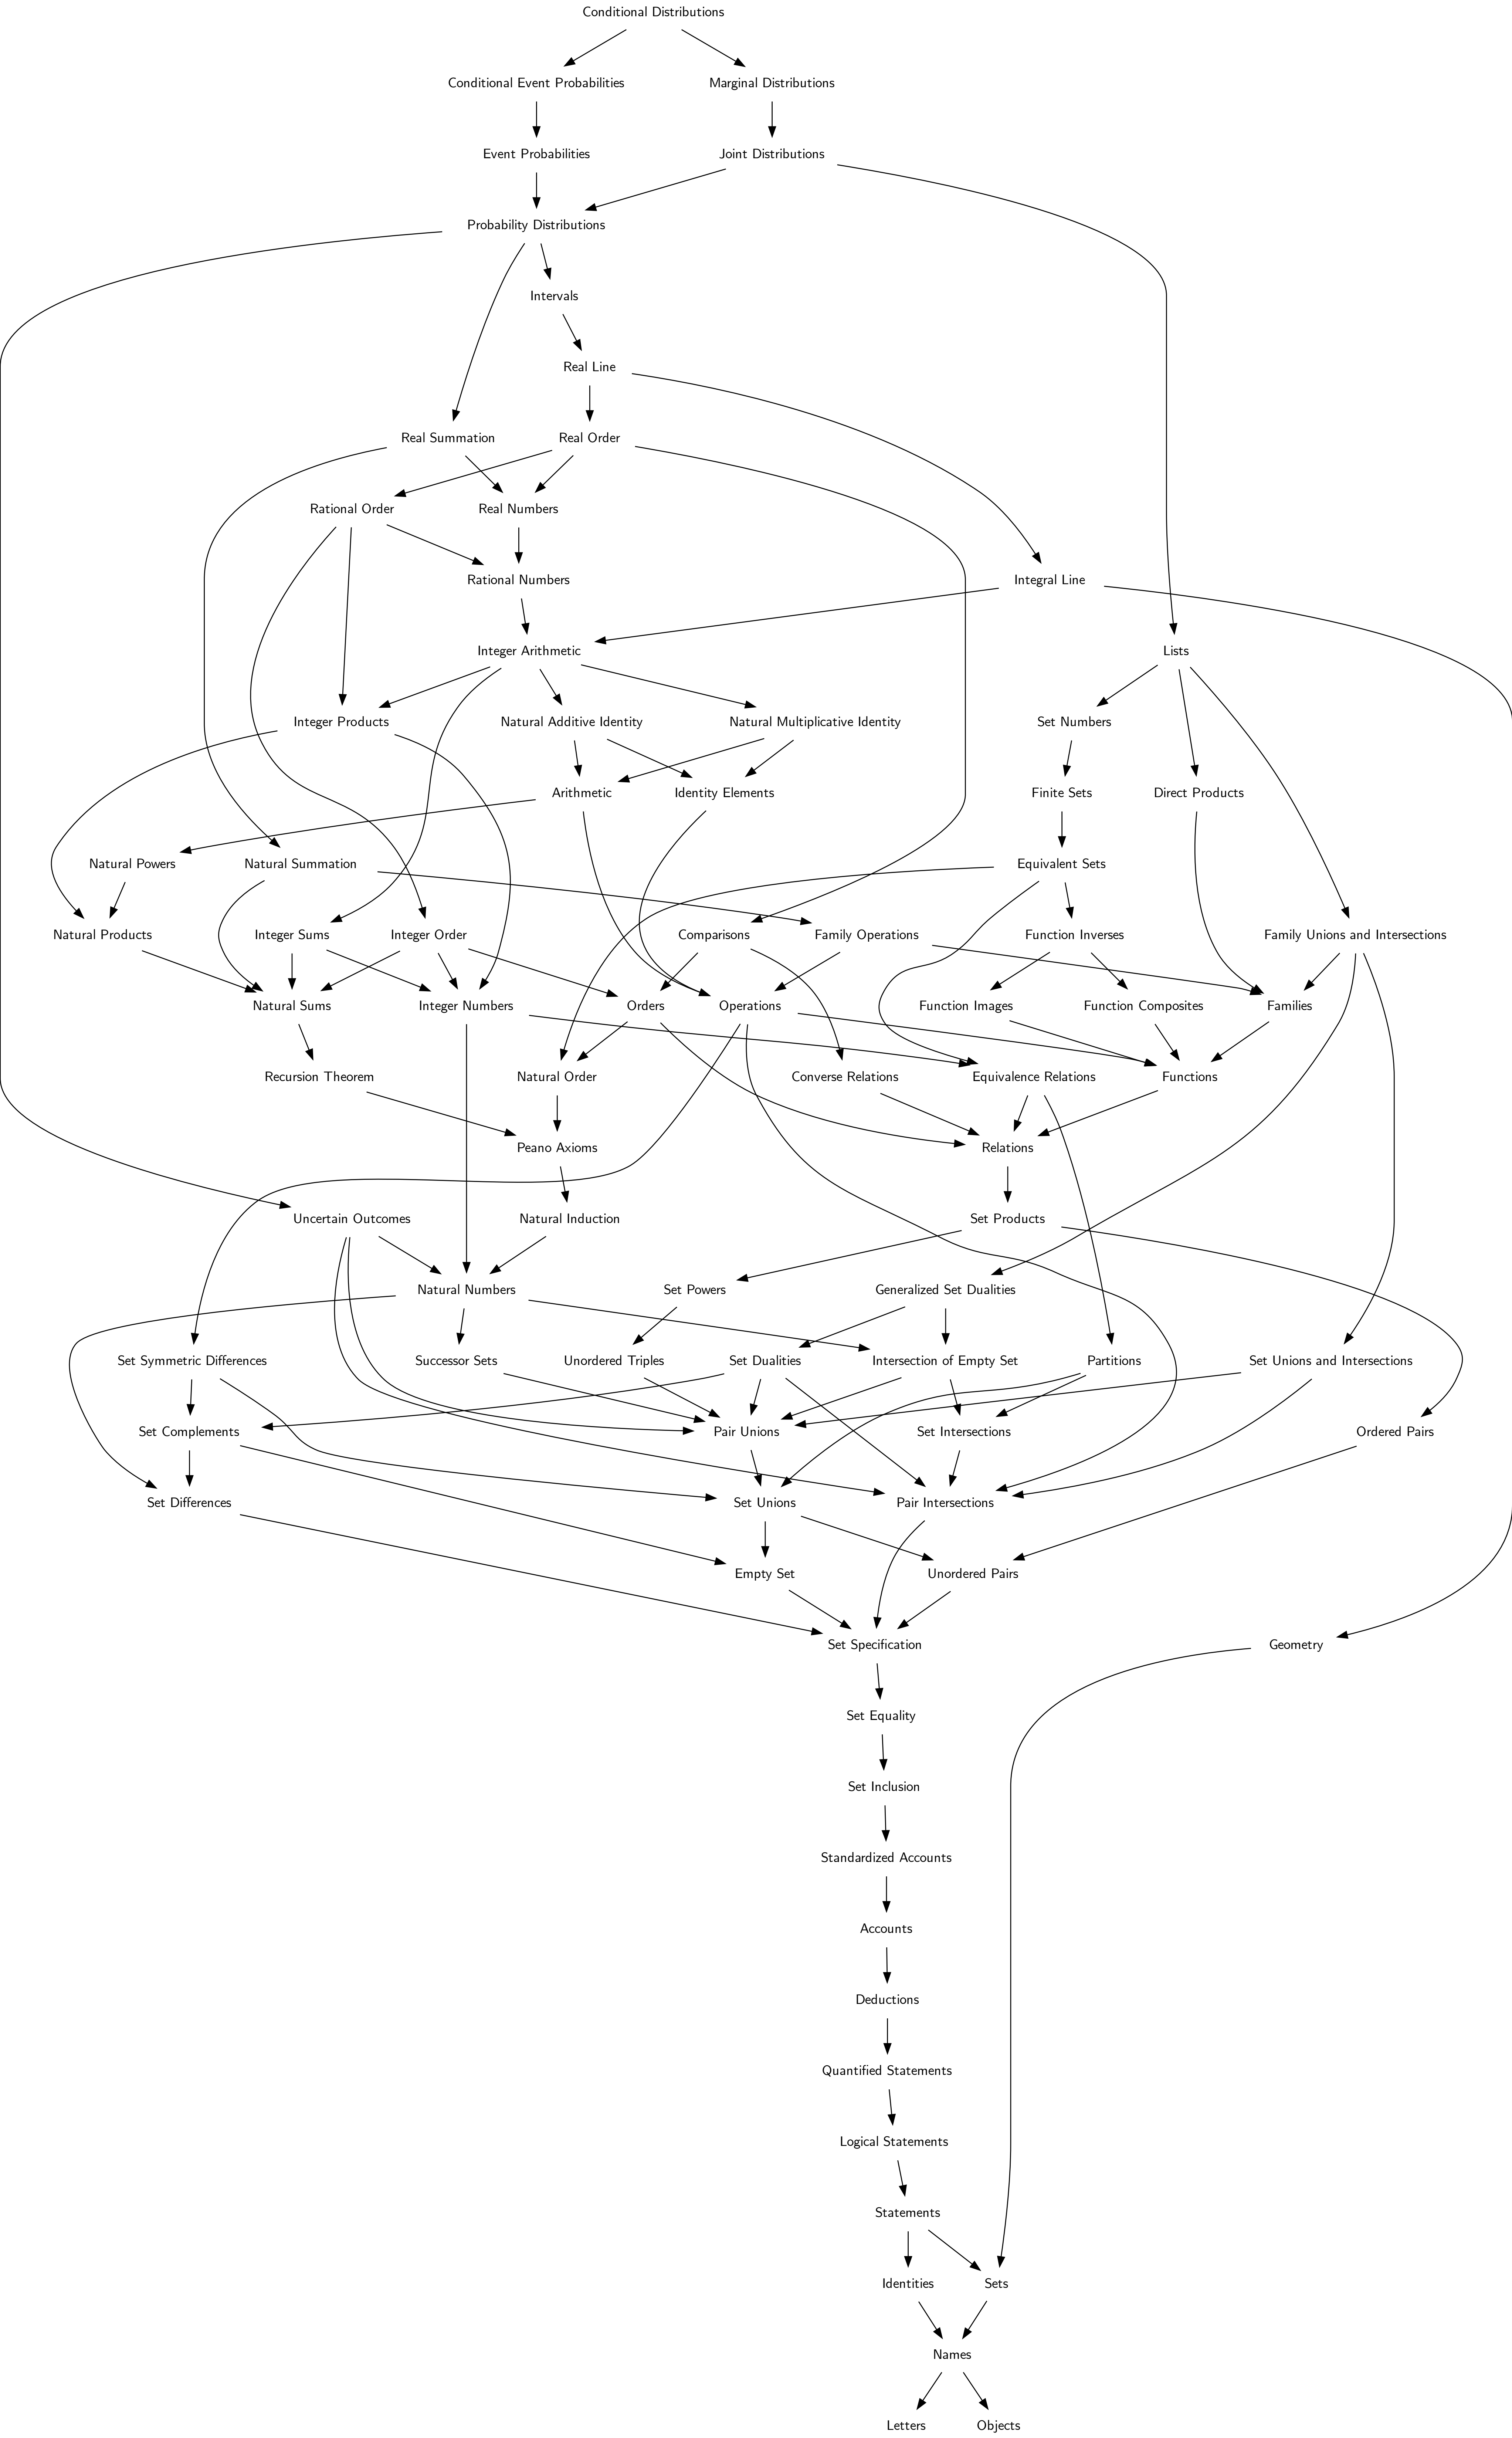 Conditional Distributions
Conditional Event Probabilities
Marginal Distributions
Event Probabilities
Joint Distributions
Probability Distributions
Intervals
Real Line
Real Summation
Real Order
Rational Order
Real Numbers
Rational Numbers
Integral Line
Integer Arithmetic
Lists
Integer Products
Natural Additive Identity
Natural Multiplicative Identity
Set Numbers
Arithmetic
Identity Elements
Finite Sets
Direct Products
Natural Powers
Natural Summation
Equivalent Sets
Natural Products
Integer Sums
Integer Order
Comparisons
Family Operations
Function Inverses
Family Unions and Intersections
Natural Sums
Integer Numbers
Orders
Operations
Function Images
Function Composites
Families
Recursion Theorem
Natural Order
Converse Relations
Equivalence Relations
Functions
Peano Axioms
Relations
Uncertain Outcomes
Natural Induction
Set Products
Natural Numbers
Set Powers
Generalized Set Dualities
Set Symmetric Differences
Successor Sets
Unordered Triples
Set Dualities
Intersection of Empty Set
Partitions
Set Unions and Intersections
Set Complements
Pair Unions
Set Intersections
Ordered Pairs
Set Differences
Set Unions
Pair Intersections
Empty Set
Unordered Pairs
Set Specification
Geometry
Set Equality
Set Inclusion
Standardized Accounts
Accounts
Deductions
Quantified Statements
Logical Statements
Statements
Identities
Sets
Names
Letters
Objects